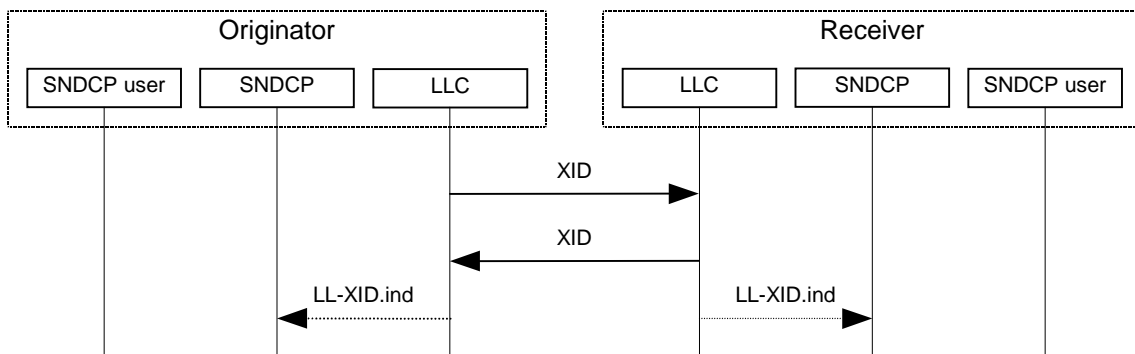 Originator
Receiver
SNDCP user
SNDCP
LLC
LLC
SNDCP
SNDCP user
XID
XID
LL-XID.ind
LL-XID.ind